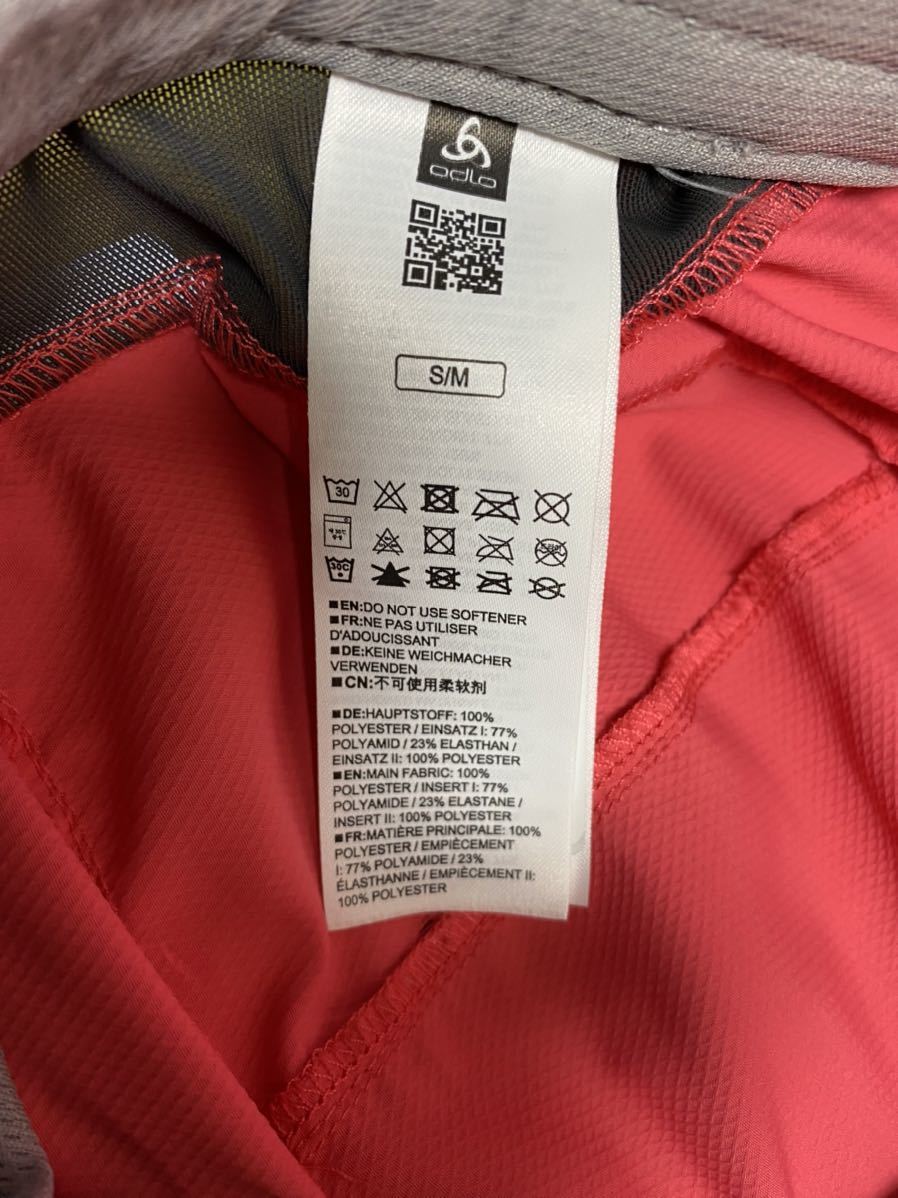 odlo
S/M
30
30C
■EN:DO NOT USE SOFTENER
■FR:NE PAS UTILISER
D'ADOUCISSANT
■DE:KEINE WEICHMACHER
VERWENDEN
■CN:不可使用柔软剂
■DE:HAUPTSTOFF: 100%
POLYESTER / EINSATZ I: 77%
POLYAMID / 23% ELASTHAN /
EINSATZ II: 100% POLYESTER
■EN:MAIN FABRIC: 100%
POLYESTER / INSERT I: 77%
POLYAMIDE / 23% ELASTANE /
INSERT II: 100% POLYESTER
■FR:MATIÈRE PRINCIPALE: 100%
POLYESTER / EMPIÈCEMENT
I: 77% POLYAMIDE / 23%
ÉLASTHANNE / EMPIÈCEMENT II:
100% POLYESTER